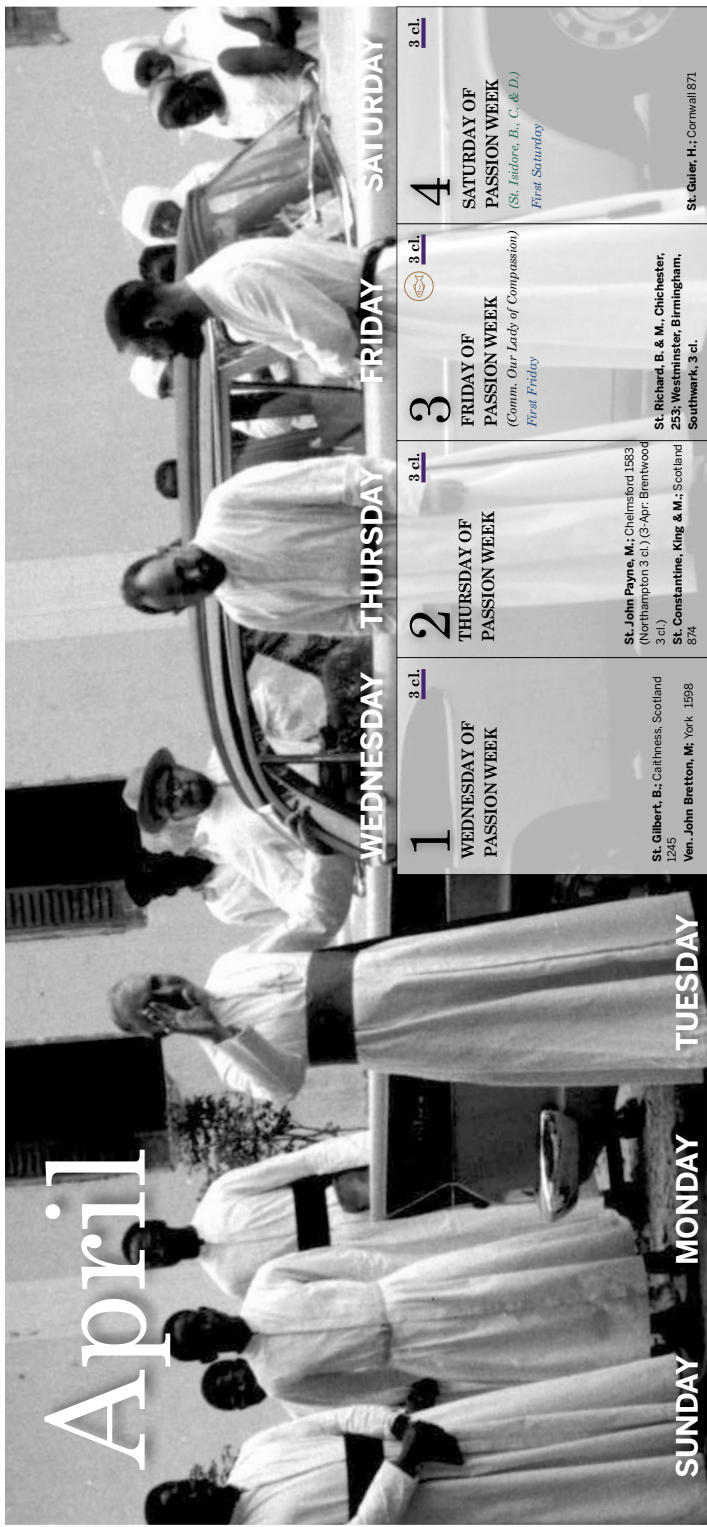 April
SUNDAY
MONDAY
TUESDAY
WEDNESDAY
THURSDAY
FRIDAY
SATURDAY
1
3 cl.
WEDNESDAY OF
PASSION WEEK
St. Gilbert, B.; Caithness, Scotland
1245
Ven. John Bretton, M; York 1598
2
3 cl.
THURSDAY OF
PASSION WEEK
St. John Payne, M.; Chelmsford 1583
(Northampton 3 cl.) (3-Apr: Brentwood
3 cl.)
St. Constantine, King & M.; Scotland
874
3
3 cl.
FRIDAY OF
PASSION WEEK
(Comm. Our Lady of Compassion)
First Friday
St. Richard, B. & M., Chichester,
253; Westminster, Birmingham,
Southwark, 3 cl.
4
3 cl.
SATURDAY OF
PASSION WEEK
(St. Isidore, B., C. & D.)
First Saturday
St. Guier, H.; Cornwall 871